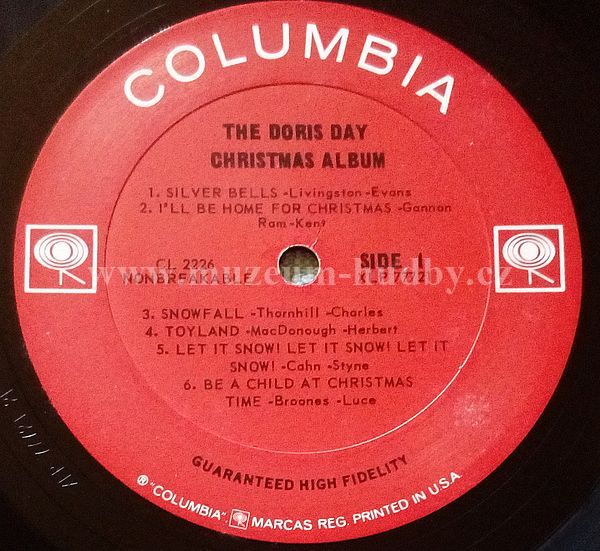 COLUMBIA
THE DORIS DAY
CHRISTMAS ALBUM
1. SILVER BELLS -Livingston-Evans
2. I'LL BE HOME FOR CHRISTMAS -Gannon
Ram-Kent
CL 2226
NONBREAKABLE
SIDE 1
www.muzeum-hudby.cz
3. SNOWFALL -Thornhill -Charles
4. TOYLAND -MacDonough -Herbert
5. LET IT SNOW! LET IT SNOW! LET IT
SNOW! -Cahn -Styne
6. BE A CHILD AT CHRISTMAS
TIME -Broones -Luce
GUARANTEED HIGH FIDELITY
® "COLUMBIA" MARCAS REG. PRINTED IN U.S.A.